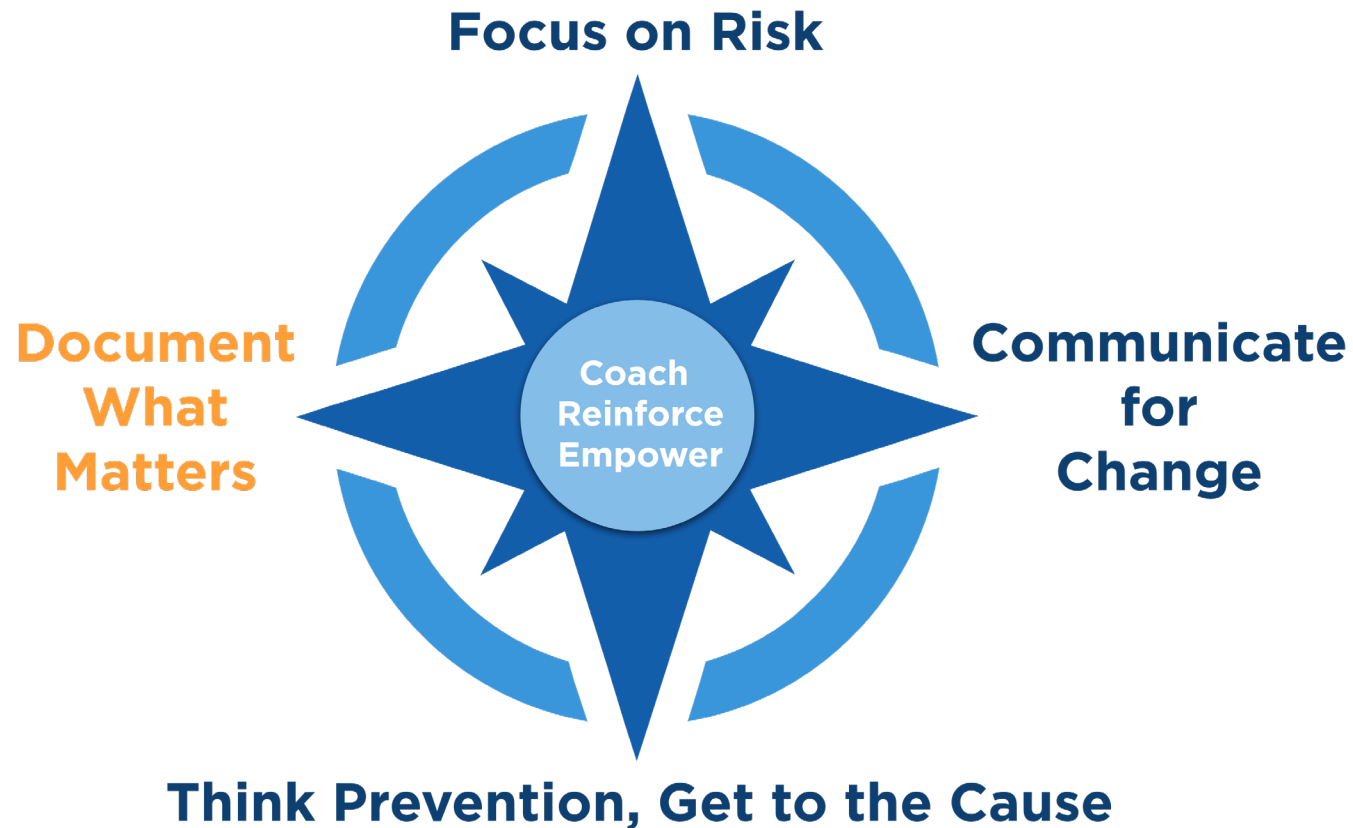 Focus on Risk
Document
What
Matters
Coach
Reinforce
Empower
Communicate
for
Change
Think Prevention, Get to the Cause